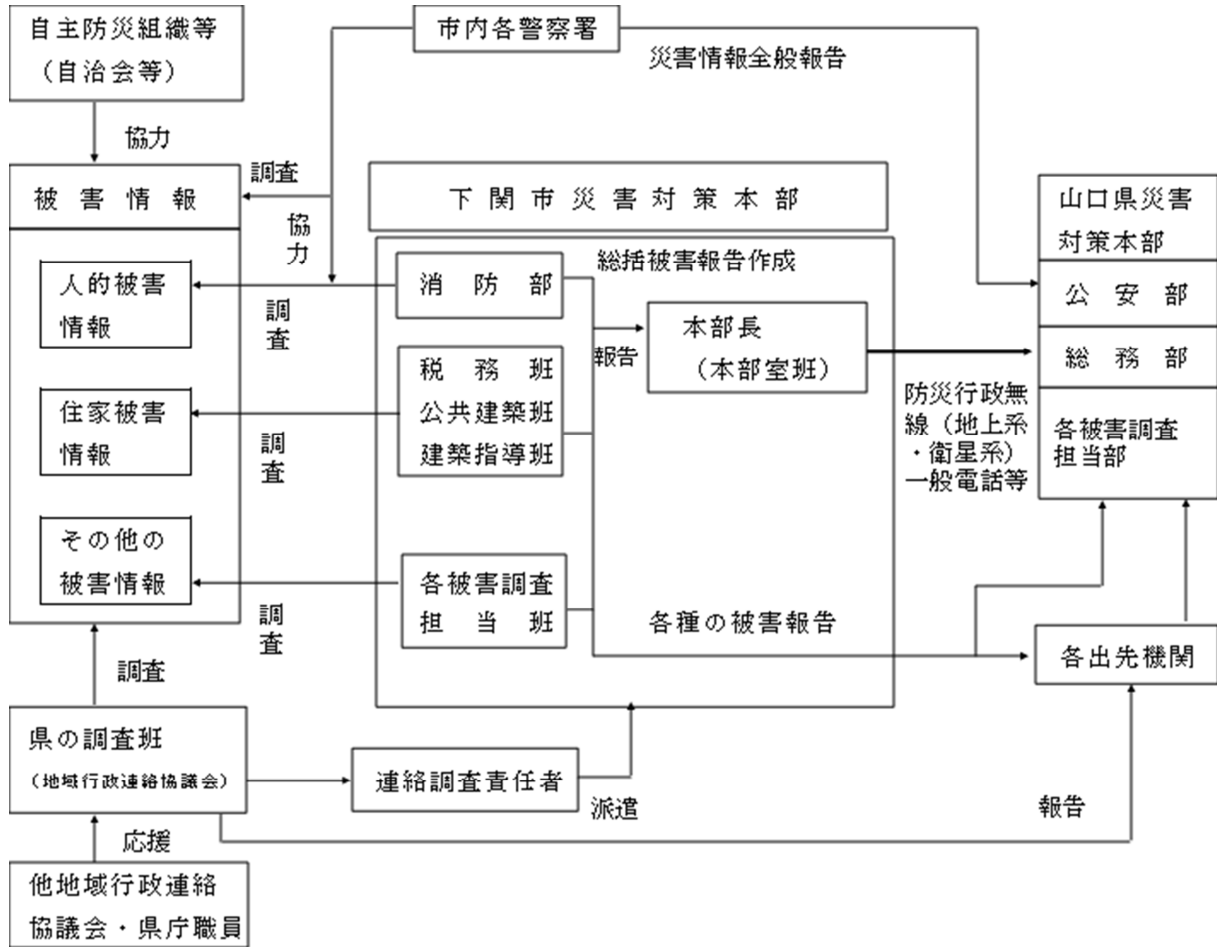 自主防災組織等
（自治会等）
市内各警察署
災害情報全般報告
協力
調査
被害情報
協
力
下関市災害対策本部
山口県災害
対策本部
公安部
総務部
各被害調査
担当部
総括被害報告作成
消防部
人的被害
情報
調
査
報告
本部長
（本部室班）
税務班
公共建築班
建築指導班
住家被害
情報
調
査
防災行政無
線（地上系
・衛星系）
一般電話等
その他の
被害情報
各被害調査
担当班
調
査
各種の被害報告
各出先機関
調査
県の調査班
（地域行政連絡協議会）
連絡調査責任者
派遣
報告
応援
他地域行政連絡
協議会・県庁職員